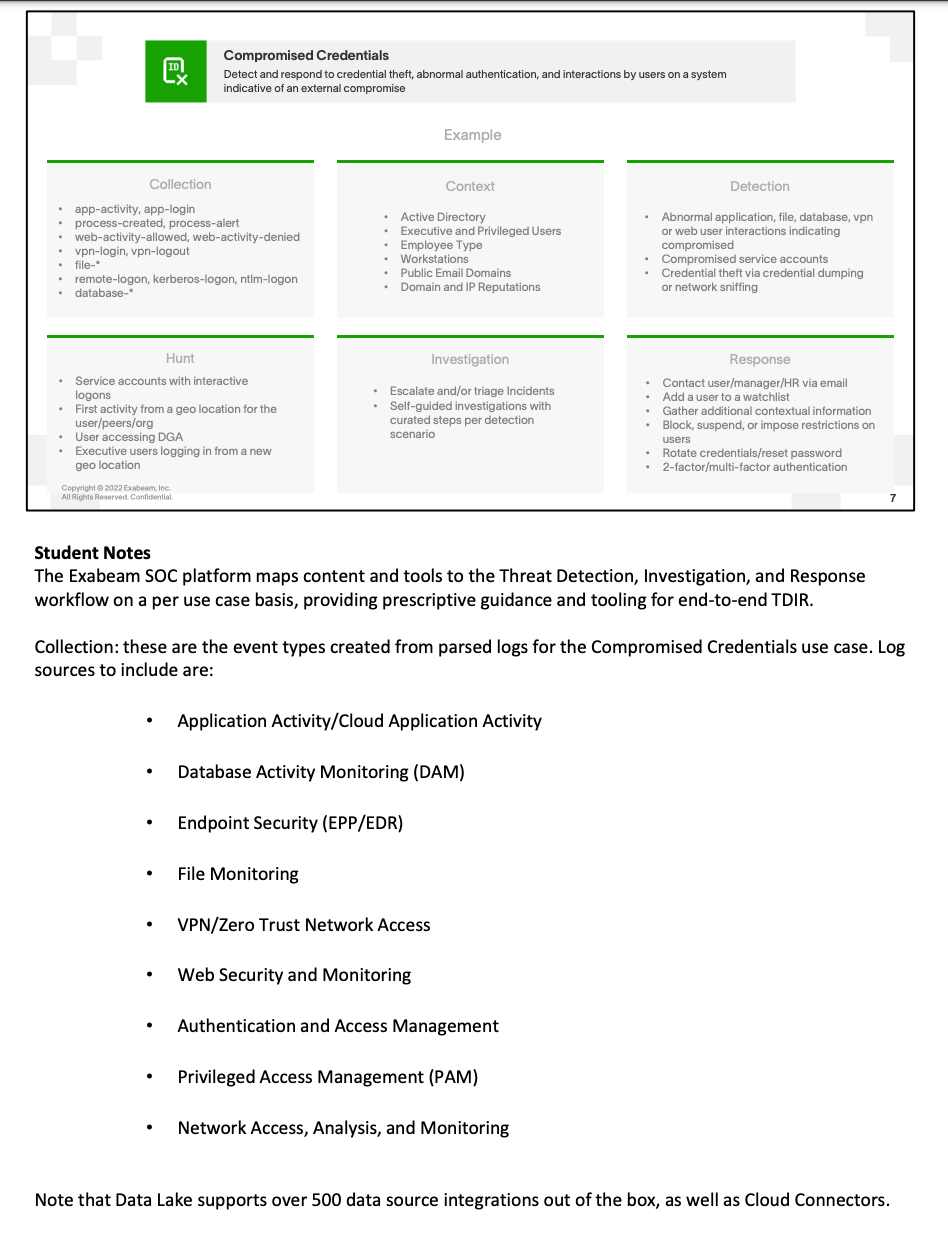 ID
Compromised Credentials
Detect and respond to credential theft, abnormal authentication, and interactions by users on a system
indicative of an external compromise
Example
Collection
• app-activity, app-login
• process-created, process-alert
• web-activity-allowed, web-activity-denied
• vpn-login, vpn-logout
• file-*
• remote-logon, kerberos-logon, ntlm-logon
• database-*
Context
• Active Directory
• Executive and Privileged Users
• Employee Type
• Workstations
• Public Email Domains
• Domain and IP Reputations
Detection
• Abnormal application, file, database, vpn
or web user interactions indicating
compromised
• Compromised service accounts
• Credential theft via credential dumping
or network sniffing
Hunt
• Service accounts with interactive
logons
• First activity from a geo location for the
user/peers/org
• User accessing DGA
• Executive users logging in from a new
geo location
Investigation
• Escalate and/or triage Incidents
• Self-guided investigations with
curated steps per detection
scenario
Response
• Contact user/manager/HR via email
• Add a user to a watchlist
• Gather additional contextual information
• Block, suspend, or impose restrictions on
users
• Rotate credentials/reset password
• 2-factor/multi-factor authentication
Copyright © 2022 Exabeam, Inc.
All Rights Reserved. Confidential.
7
Student Notes
The Exabeam SOC platform maps content and tools to the Threat Detection, Investigation, and Response
workflow on a per use case basis, providing prescriptive guidance and tooling for end-to-end TDIR.
Collection: these are the event types created from parsed logs for the Compromised Credentials use case. Log
sources to include are:
• Application Activity/Cloud Application Activity
• Database Activity Monitoring (DAM)
• Endpoint Security (EPP/EDR)
• File Monitoring
• VPN/Zero Trust Network Access
• Web Security and Monitoring
• Authentication and Access Management
• Privileged Access Management (PAM)
• Network Access, Analysis, and Monitoring
Note that Data Lake supports over 500 data source integrations out of the box, as well as Cloud Connectors.